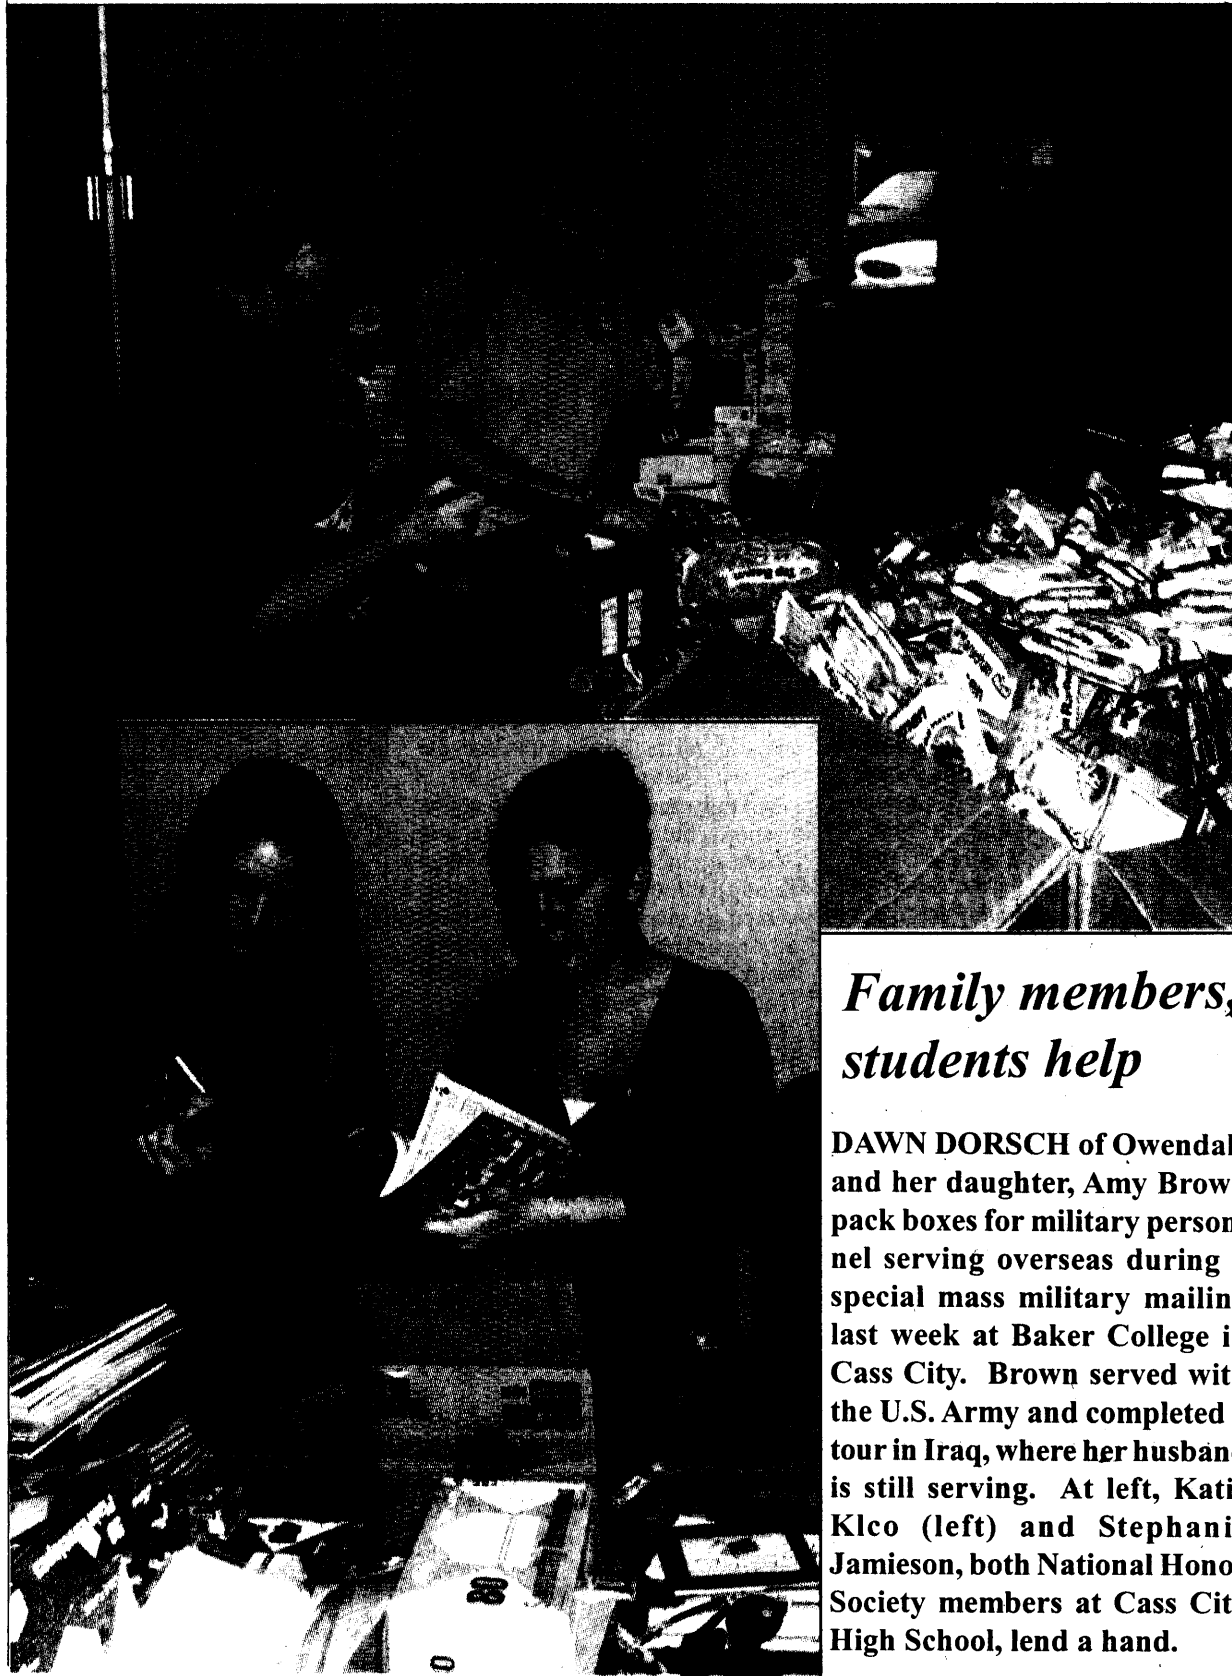 Family members,
students help
DAWN DORSCH of Owendal
and her daughter, Amy Brow
pack boxes for military person
nel serving overseas during
special mass military mailin
last week at Baker College i
Cass City. Brown served wit
the U.S. Army and completed
tour in Iraq, where her husban
is still serving. At left, Kati
Klco (left) and Stephani
Jamieson, both National Hono
Society members at Cass Cit
High School, lend a hand.